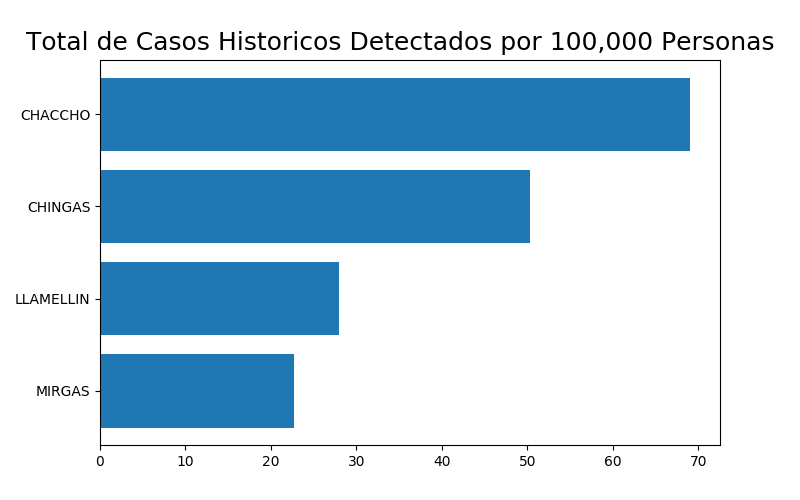 Total de Casos Historicos Detectados por 100,000 Personas
CHACCHO
CHINGAS
LLAMELLIN
MIRGAS
0 10 20 30 40 50 60 70